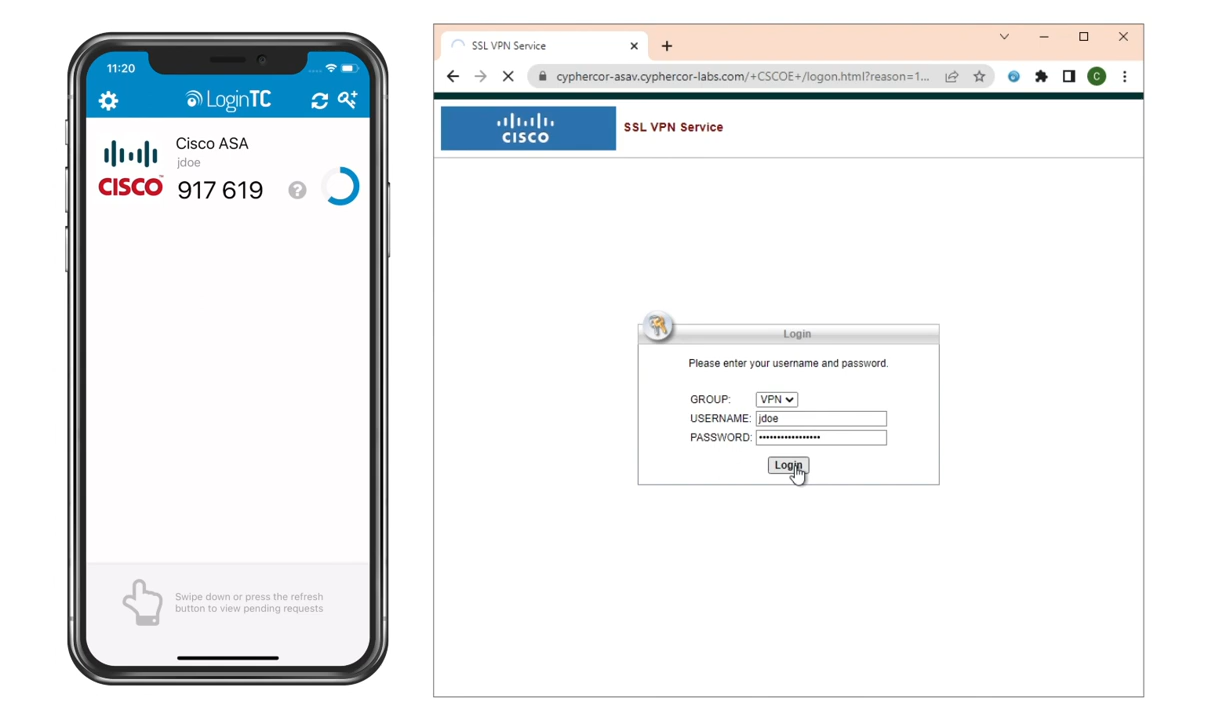 11:20
LoginTC
Cisco ASA
jdoe
CISCO
917 619
?
Swipe down or press the refresh
button to view pending requests
SSL VPN Service
cyphercor-asav.cyphercor-labs.com/+CSCOE+/logon.html?reason=1...
C
CISCO
SSL VPN Service
Login
Please enter your username and password.
GROUP: VPN
USERNAME: jdoe
PASSWORD: •••••••••••••••••
Login